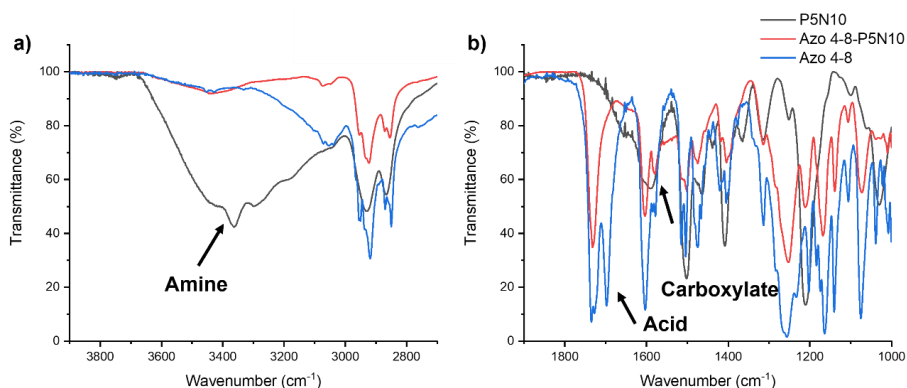 a)
Transmittance (%)
100
80
60
40
20
0
3800
3600
3400
3200
3000
2800
Wavenumber (cm⁻¹)
Amine
b)
P5N10
Azo 4-8-P5N10
Azo 4-8
Transmittance (%)
100
80
60
40
20
0
1800
1600
1400
1200
1000
Wavenumber (cm⁻¹)
Carboxylate
Acid